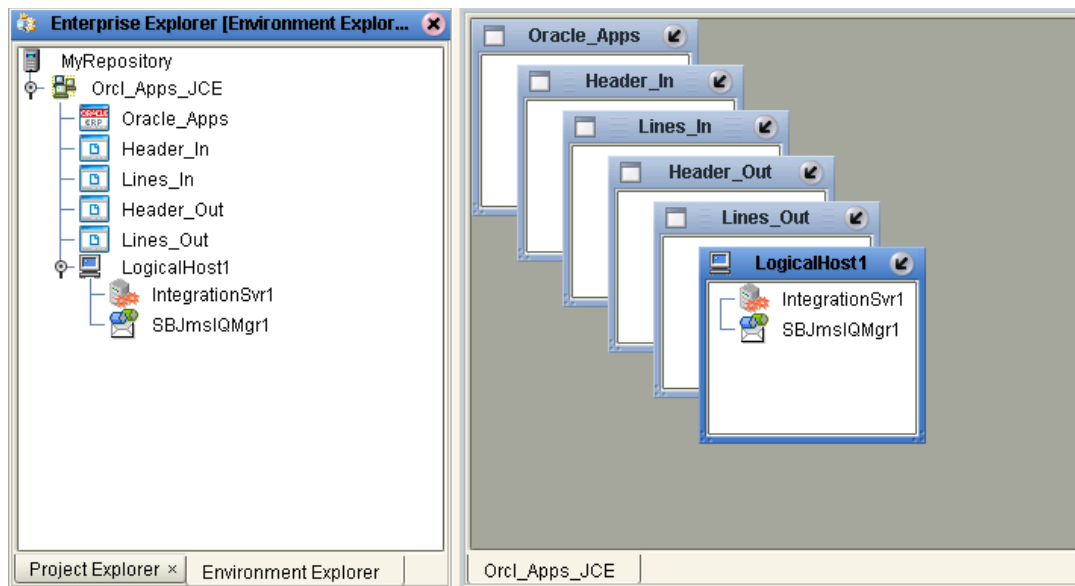 Enterprise Explorer [Environment Explor...
MyRepository
Orcl_Apps_JCE
ORACLE
ERP
Oracle_Apps
Header_In
Lines_In
Header_Out
Lines_Out
LogicalHost1
IntegrationSvr1
SBJmsIQMgr1
Project Explorer ×
Environment Explorer
Oracle_Apps
Header_In
Lines_In
Header_Out
Lines_Out
LogicalHost1
IntegrationSvr1
SBJmsIQMgr1
Orcl_Apps_JCE